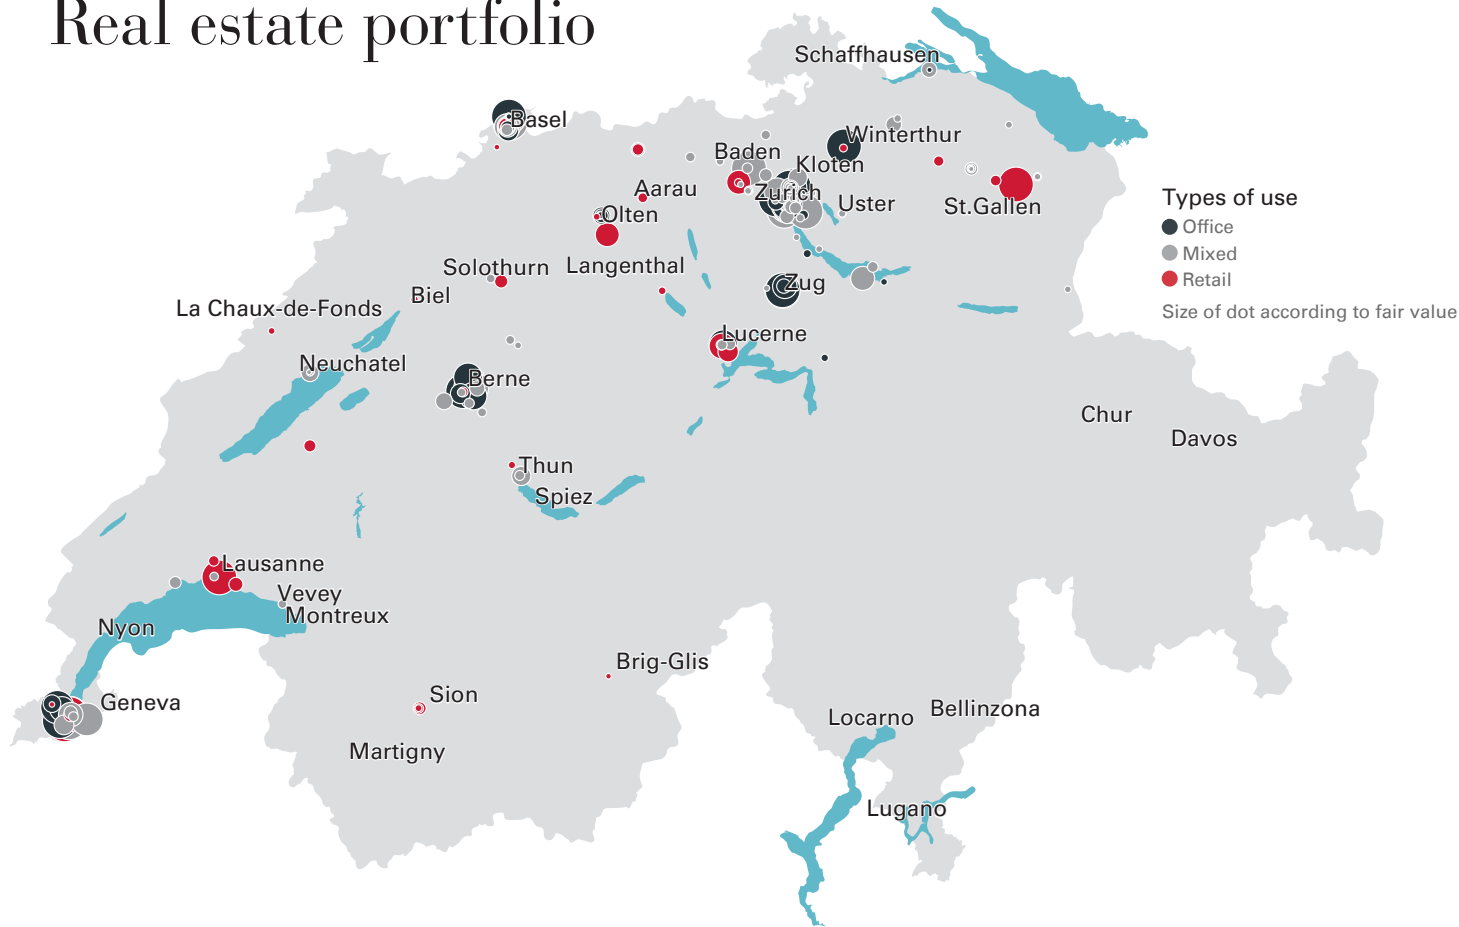 Real estate portfolio
Schaffhausen
Basel
Winterthur
Baden
Kloten
Aarau
Zurich
Uster
Olten
St.Gallen
Types of use
Office
Mixed
Retail
Size of dot according to fair value
Solothurn
Langenthal
Biel
Zug
La Chaux-de-Fonds
Lucerne
Neuchatel
Berne
Chur
Davos
Thun
Spiez
Lausanne
Vevey
Montreux
Nyon
Brig-Glis
Geneva
Sion
Locarno
Bellinzona
Martigny
Lugano